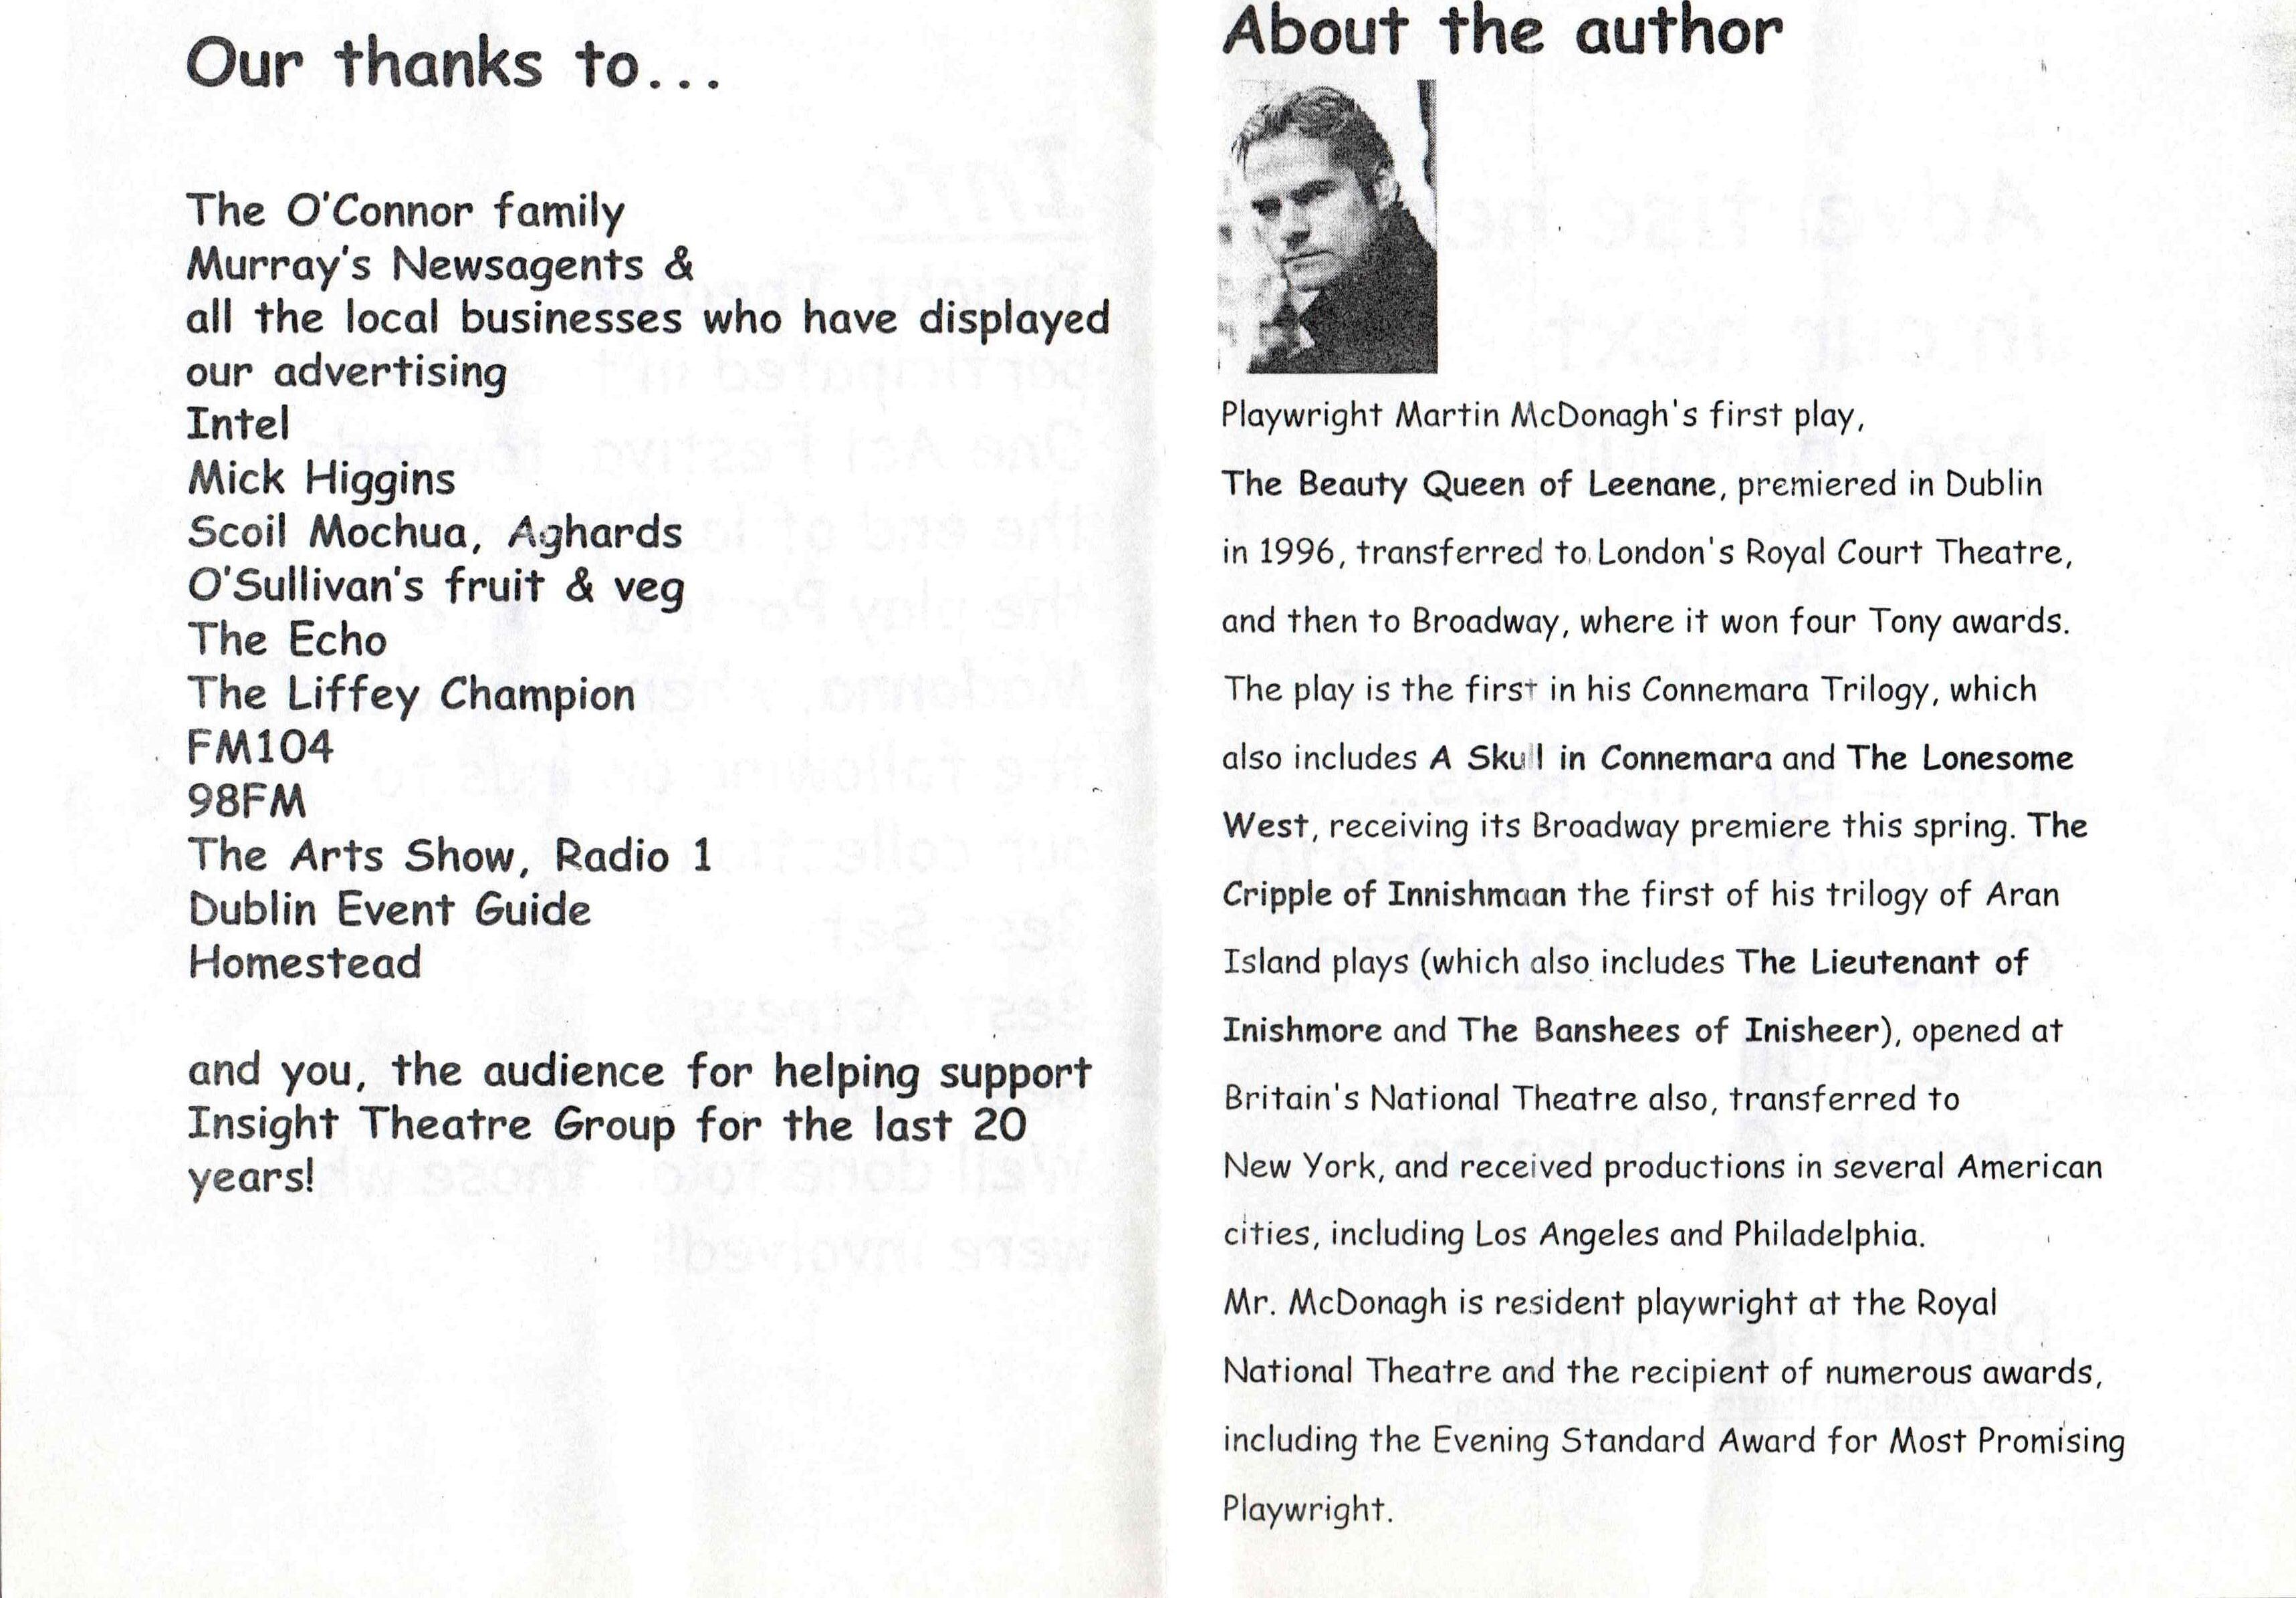 Our thanks to...
The O'Connor family
Murray's Newsagents &
all the local businesses who have displayed
our advertising
Intel
Mick Higgins
Scoil Mochua, Aghards
O'Sullivan's fruit & veg
The Echo
The Liffey Champion
FM104
98FM
The Arts Show, Radio 1
Dublin Event Guide
Homestead
and you, the audience for helping support
Insight Theatre Group for the last 20
years!
About the author
Playwright Martin McDonagh's first play,
The Beauty Queen of Leenane, premiered in Dublin
in 1996, transferred to London's Royal Court Theatre,
and then to Broadway, where it won four Tony awards.
The play is the first in his Connemara Trilogy, which
also includes A Skull in Connemara and The Lonesome
West, receiving its Broadway premiere this spring. The
Cripple of Innishmaan the first of his trilogy of Aran
Island plays (which also includes The Lieutenant of
Inishmore and The Banshees of Inisheer), opened at
Britain's National Theatre also, transferred to
New York, and received productions in several American
cities, including Los Angeles and Philadelphia.
Mr. McDonagh is resident playwright at the Royal
National Theatre and the recipient of numerous awards,
including the Evening Standard Award for Most Promising
Playwright.